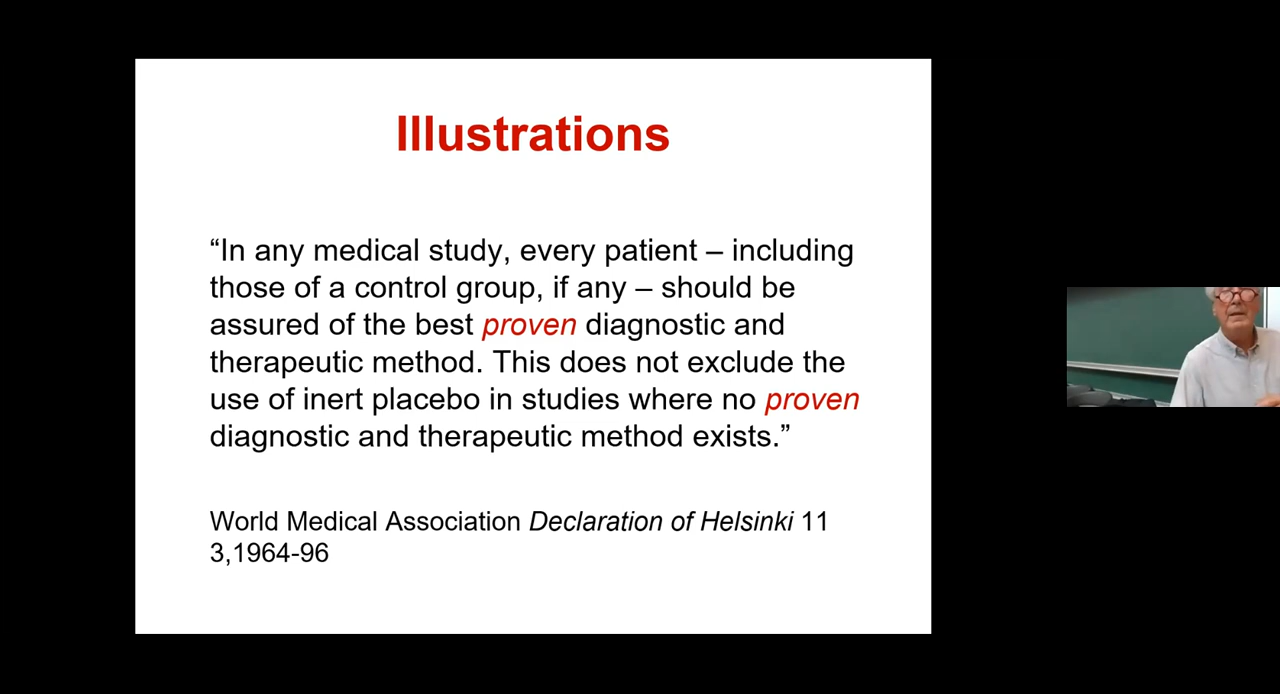 Illustrations
“In any medical study, every patient – including
those of a control group, if any – should be
assured of the best proven diagnostic and
therapeutic method. This does not exclude the
use of inert placebo in studies where no proven
diagnostic and therapeutic method exists.”
World Medical Association Declaration of Helsinki 11
3,1964-96